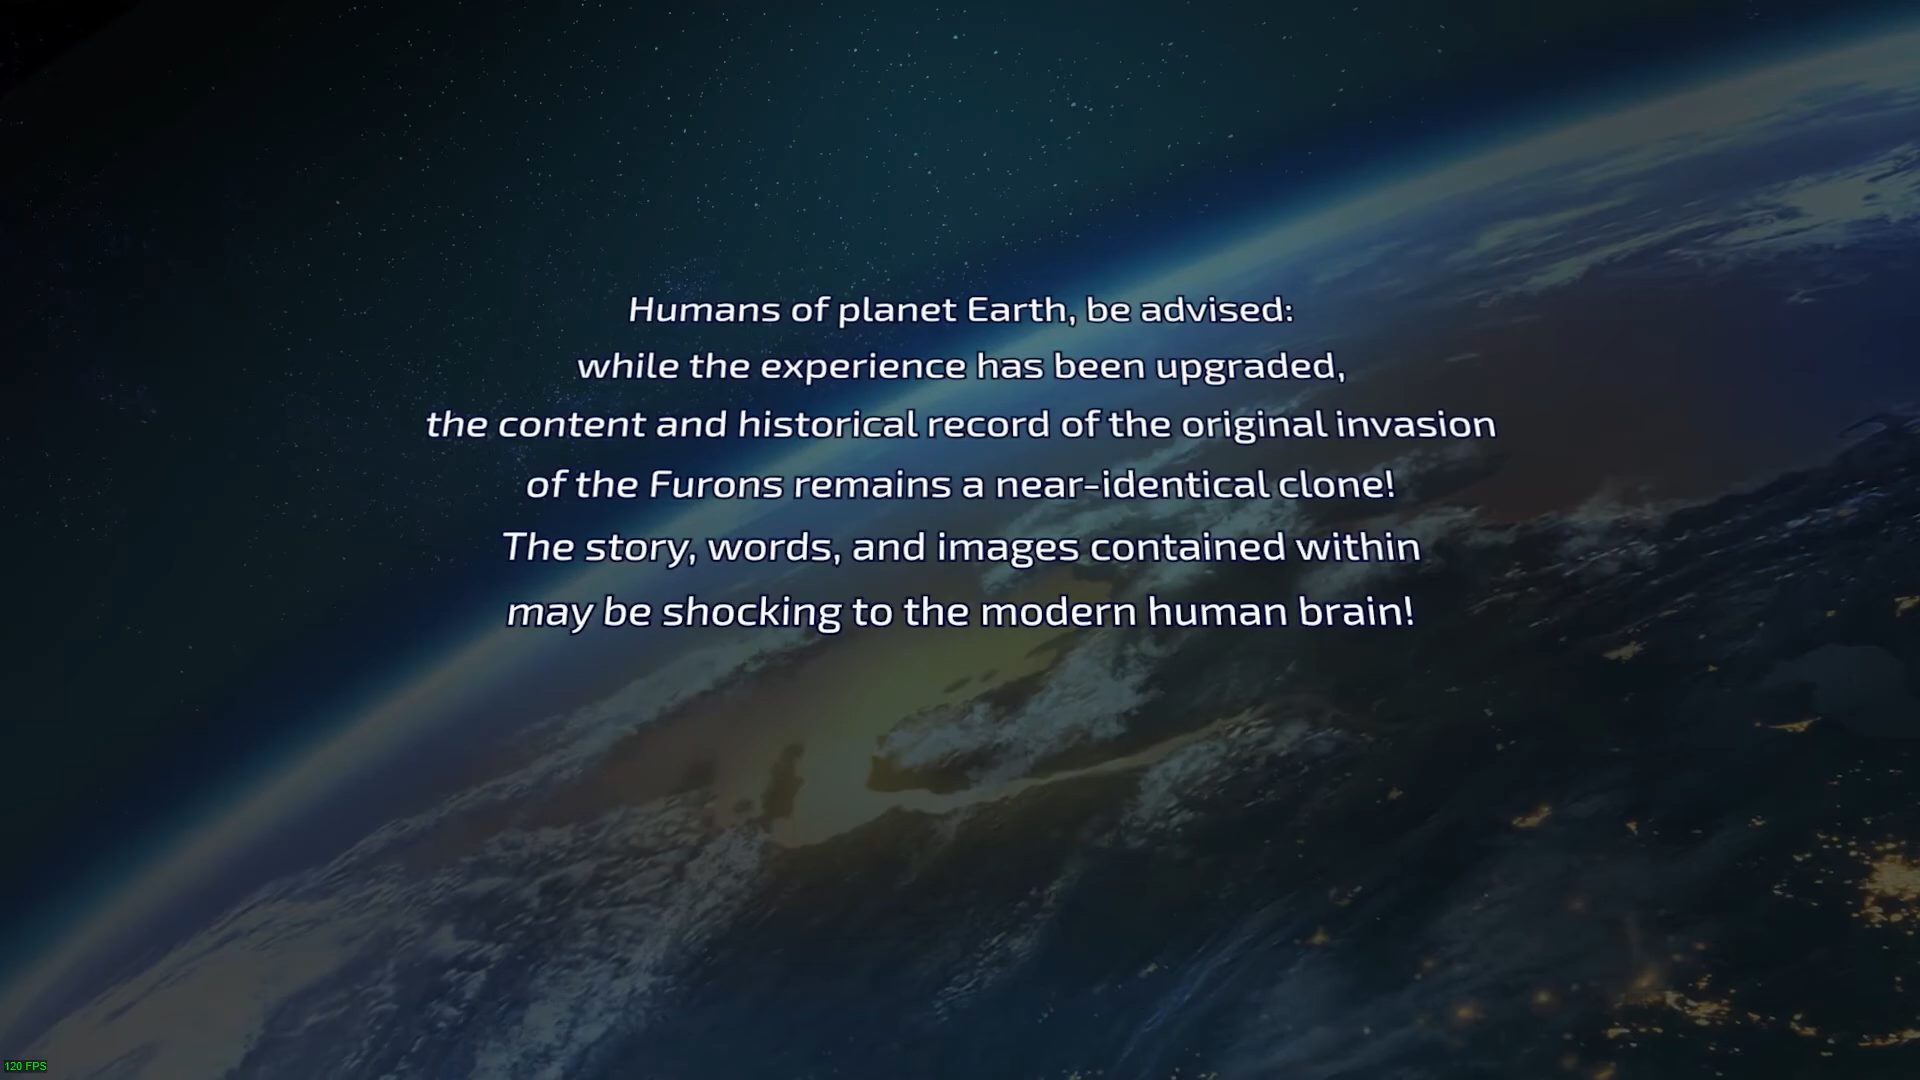 Humans of planet Earth, be advised:
while the experience has been upgraded,
the content and historical record of the original invasion
of the Furons remains a near-identical clone!
The story, words, and images contained within
may be shocking to the modern human brain!
120 FPS